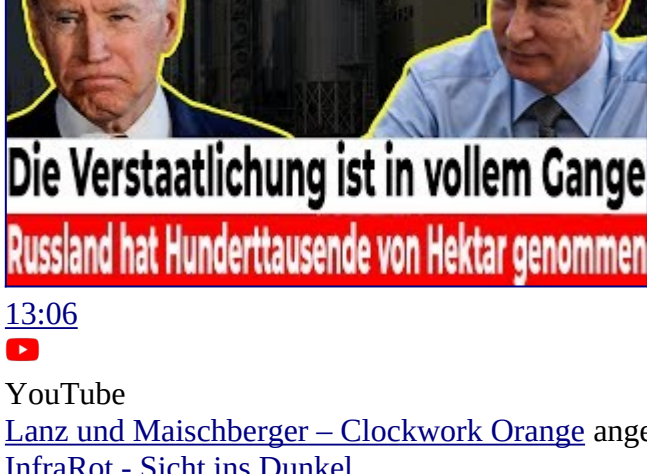 Die Verstaatlichung ist in vollem Gange
Russland hat Hunderttausende von Hektar genommen
13:06
YouTube
Lanz und Maischberger – Clockwork Orange ange
InfraRot - Sicht ins Dunkel